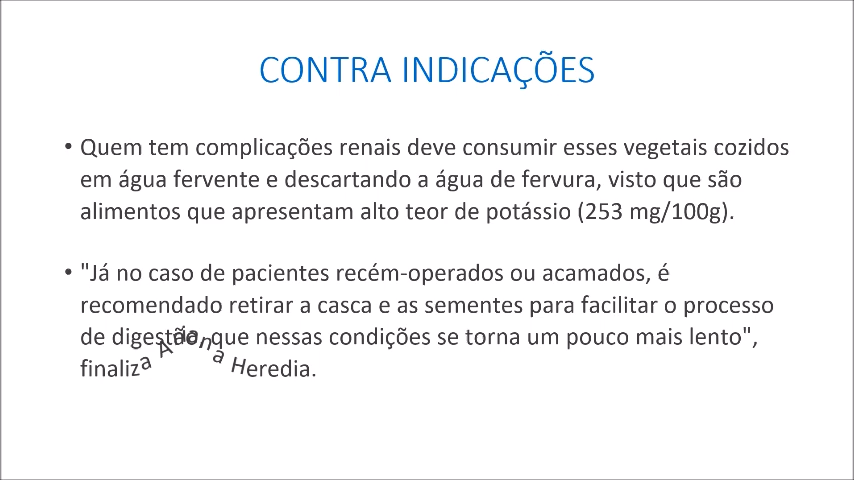 CONTRA INDICAÇÕES
• Quem tem complicações renais deve consumir esses vegetais cozidos
em água fervente e descartando a água de fervura, visto que são
alimentos que apresentam alto teor de potássio (253 mg/100g).
• "Já no caso de pacientes recém-operados ou acamados, é
recomendado retirar a casca e as sementes para facilitar o processo
de digestão, que nessas condições se torna um pouco mais lento",
finaliza Ariana Heredia.